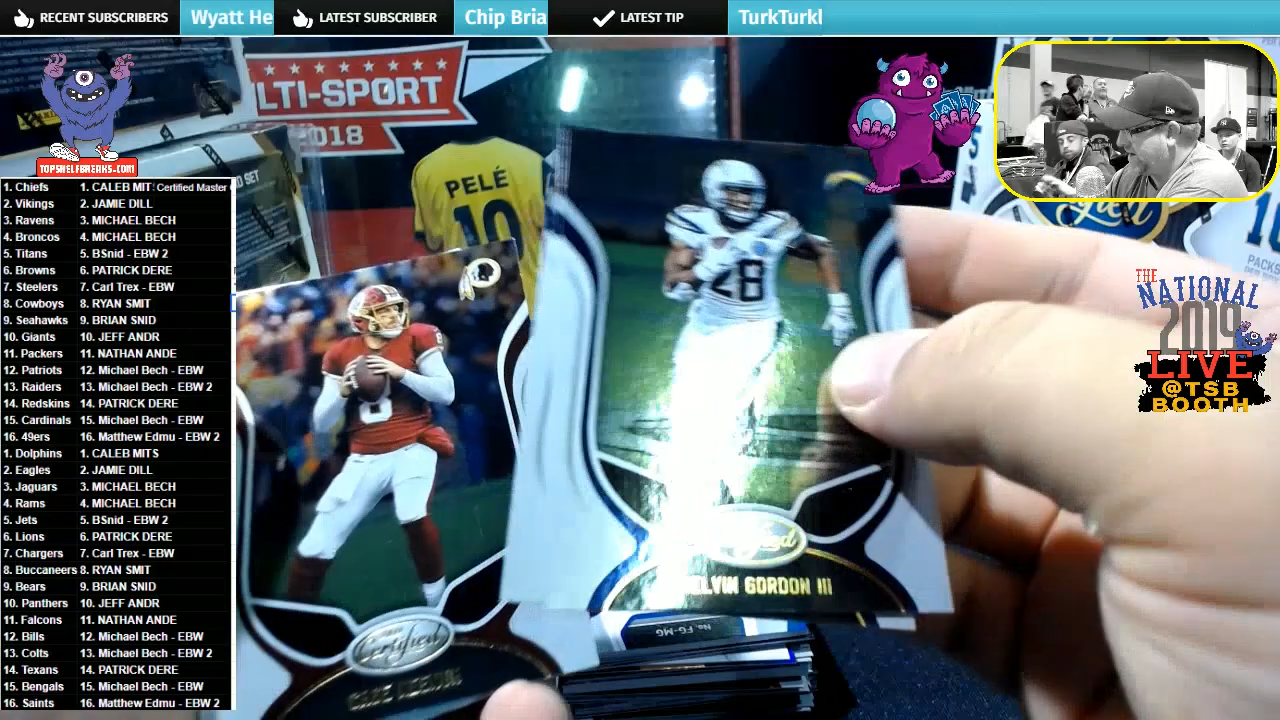 RECENT SUBSCRIBERS
Wyatt He
LATEST SUBSCRIBER
Chip Bria
LATEST TIP
TurkTurkl
TOPSHELFBREAKS.COM
LTI-SPORT
2018
PELÉ
10
D SET
1. Chiefs 1. CALEB MIT: Certified Master
2. Vikings 2. JAMIE DILL
3. Ravens 3. MICHAEL BECH
4. Broncos 4. MICHAEL BECH
5. Titans 5. BSnid - EBW 2
6. Browns 6. PATRICK DERE
7. Steelers 7. Carl Trex - EBW
8. Cowboys 8. RYAN SMIT
9. Seahawks 9. BRIAN SNID
10. Giants 10. JEFF ANDR
11. Packers 11. NATHAN ANDE
12. Patriots 12. Michael Bech - EBW
13. Raiders 13. Michael Bech - EBW 2
14. Redskins 14. PATRICK DERE
15. Cardinals 15. Michael Bech - EBW
16. 49ers 16. Matthew Edmu - EBW 2
1. Dolphins 1. CALEB MITS
2. Eagles 2. JAMIE DILL
3. Jaguars 3. MICHAEL BECH
4. Rams 4. MICHAEL BECH
5. Jets 5. BSnid - EBW 2
6. Lions 6. PATRICK DERE
7. Chargers 7. Carl Trex - EBW
8. Buccaneers 8. RYAN SMIT
9. Bears 9. BRIAN SNID
10. Panthers 10. JEFF ANDR
11. Falcons 11. NATHAN ANDE
12. Bills 12. Michael Bech - EBW
13. Colts 13. Michael Bech - EBW 2
14. Texans 14. PATRICK DERE
15. Bengals 15. Michael Bech - EBW
16. Saints 16. Matthew Edmu - EBW 2
8
28
Certified
ELVIN GORDON III
No. FG-MG
PACKS
THE
NATIONAL
2019
LIVE
@TSB
BOOTH